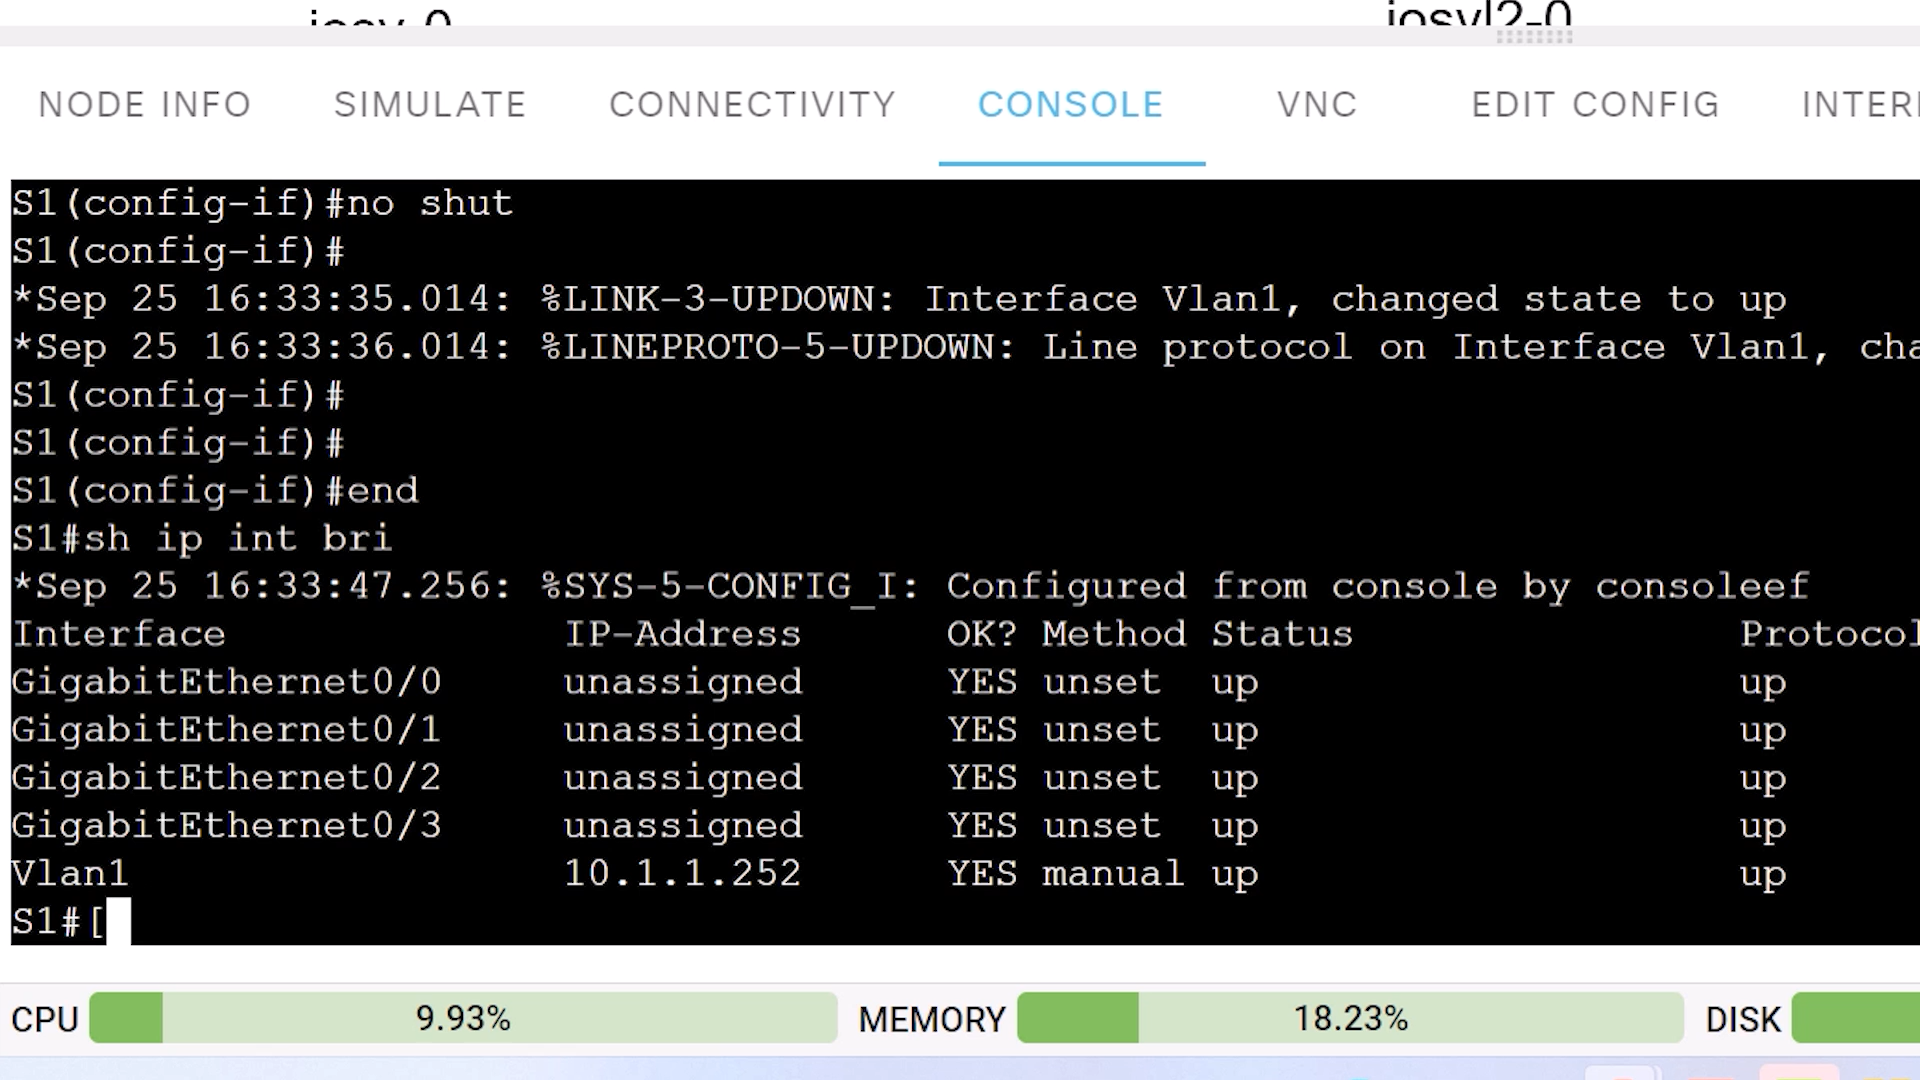 iosv-0 iosvl2-0
NODE INFO SIMULATE CONNECTIVITY CONSOLE VNC EDIT CONFIG
S1(config-if)#no shut
S1(config-if)#
*Sep 25 16:33:35.014: %LINK-3-UPDOWN: Interface Vlan1, changed state to up
*Sep 25 16:33:36.014: %LINEPROTO-5-UPDOWN: Line protocol on Interface Vlan1, cha
S1(config-if)#
S1(config-if)#
S1(config-if)#end
S1#sh ip int bri
*Sep 25 16:33:47.256: %SYS-5-CONFIG_I: Configured from console by consoleef
Interface IP-Address OK? Method Status Protocol
GigabitEthernet0/0 unassigned YES unset up up
GigabitEthernet0/1 unassigned YES unset up up
GigabitEthernet0/2 unassigned YES unset up up
GigabitEthernet0/3 unassigned YES unset up up
Vlan1 10.1.1.252 YES manual up up
S1#[
CPU 9.93% MEMORY 18.23% DISK